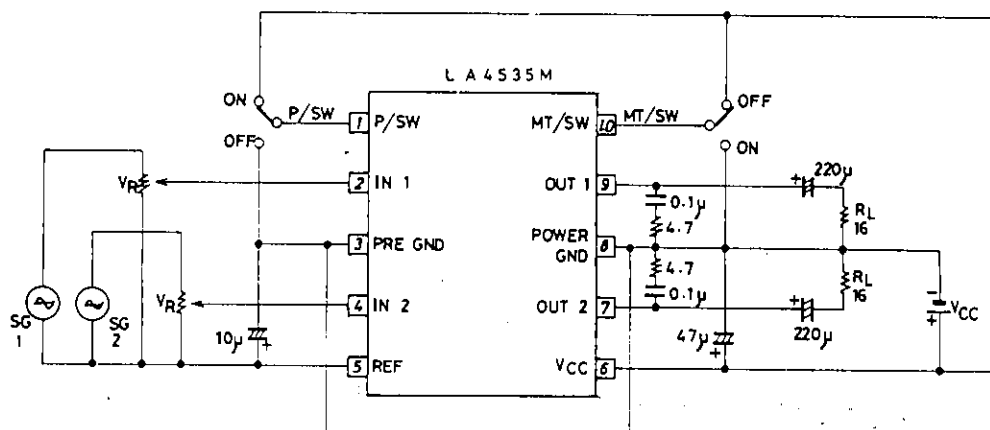 LA4535M
ON
P/SW
OFF
1
P/SW
MT/SW
10
MT/SW
OFF
ON
VR
2
IN 1
OUT 1
9
+
220μ
0.1μ
4.7
RL
16
3
PRE GND
POWER
GND
8
4.7
0.1μ
RL
16
VR
4
IN 2
OUT 2
7
+
220μ
SG
1
SG
2
10μ
+
5
REF
VCC
6
47μ
+
-
+
VCC